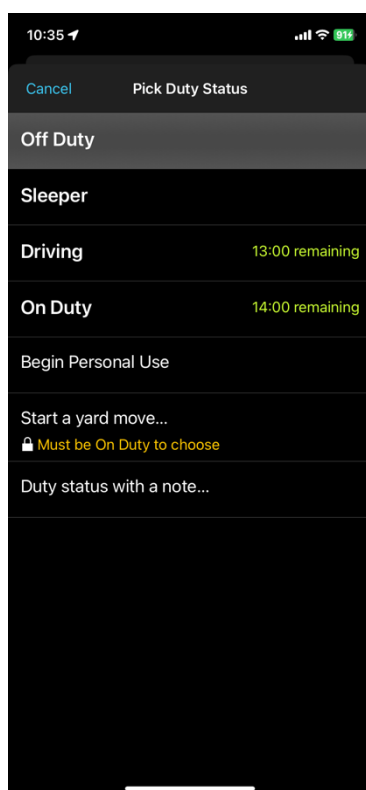 10:35
91
Cancel
Pick Duty Status
Off Duty
Sleeper
Driving
13:00 remaining
On Duty
14:00 remaining
Begin Personal Use
Start a yard move...
Must be On Duty to choose
Duty status with a note...